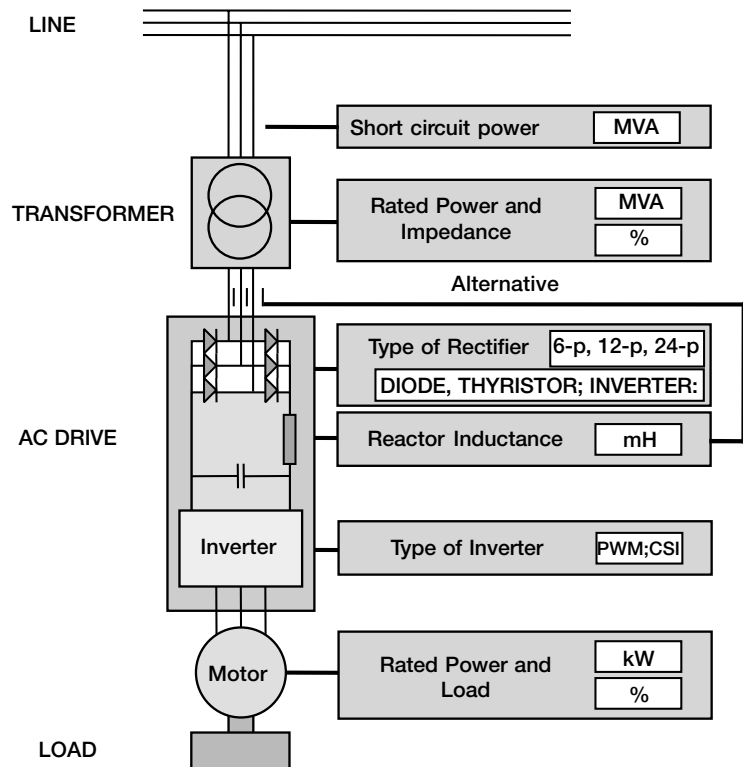 LINE
Short circuit power
MVA
TRANSFORMER
Rated Power and
Impedance
MVA
%
Alternative
Type of Rectifier
6-p, 12-p, 24-p
DIODE, THYRISTOR; INVERTER:
AC DRIVE
Reactor Inductance
mH
Inverter
Type of Inverter
PWM;CSI
Motor
Rated Power and
Load
kW
%
LOAD